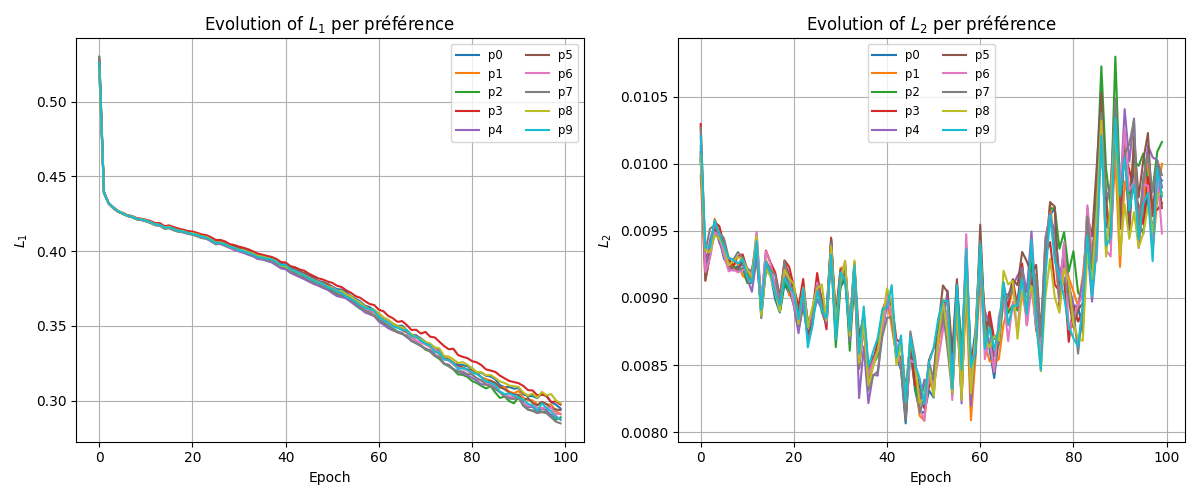 Evolution of L₁ per préférence
L₁
0.50
0.45
0.40
0.35
0.30
p0 p5
p1 p6
p2 p7
p3 p8
p4 p9
0 20 40 60 80 100
Epoch
Evolution of L₂ per préférence
L₂
0.0105
0.0100
0.0095
0.0090
0.0085
0.0080
p0 p5
p1 p6
p2 p7
p3 p8
p4 p9
0 20 40 60 80 100
Epoch